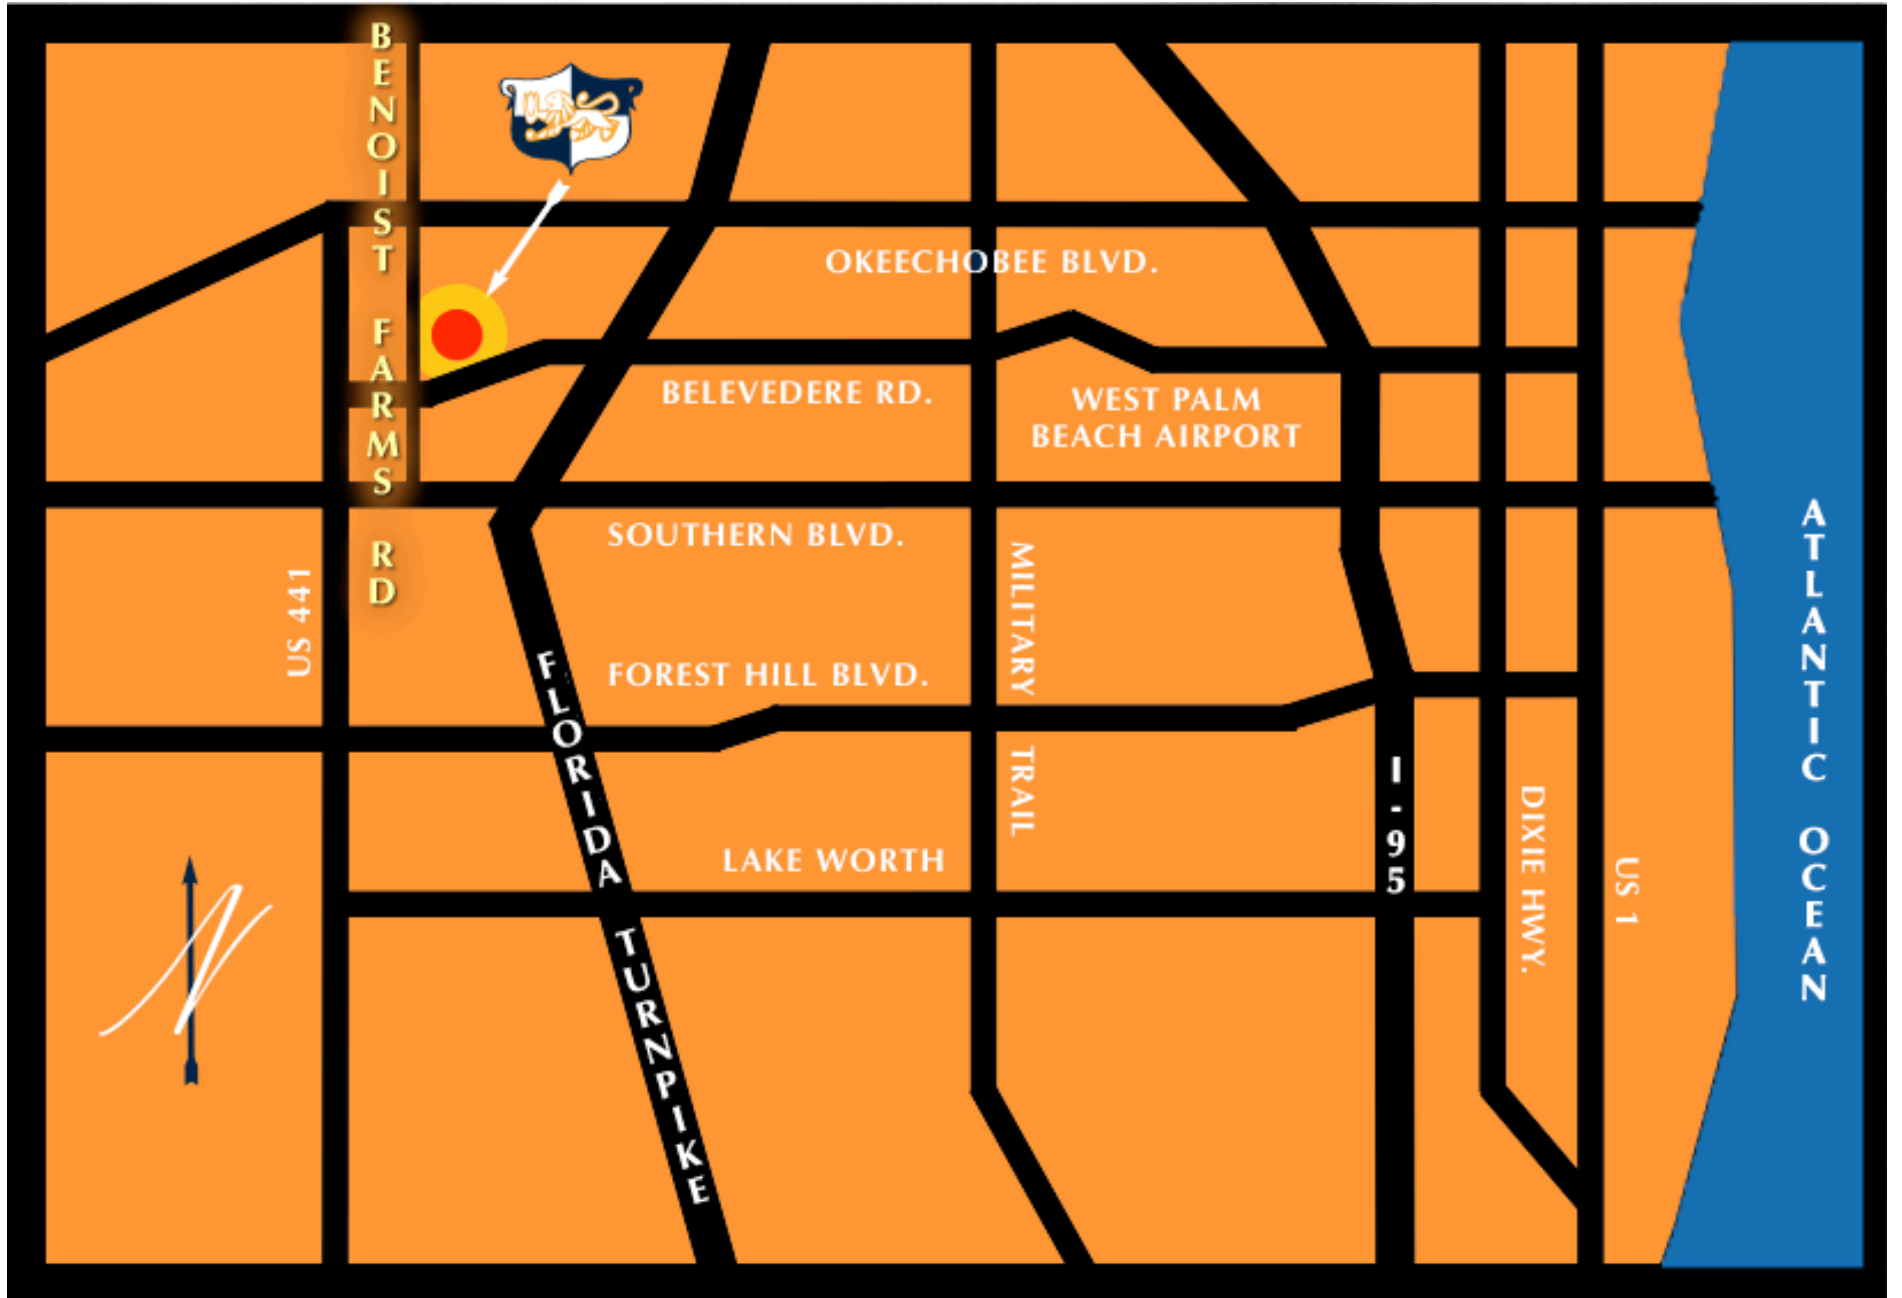 BENOIST FARMS RD
OKEECHOBEE BLVD.
BELEVEDERE RD.
WEST PALM
BEACH AIRPORT
SOUTHERN BLVD.
US 441
MILITARY TRAIL
FOREST HILL BLVD.
FLORIDA TURNPIKE
LAKE WORTH
I-95
DIXIE HWY.
US 1
ATLANTIC OCEAN
N